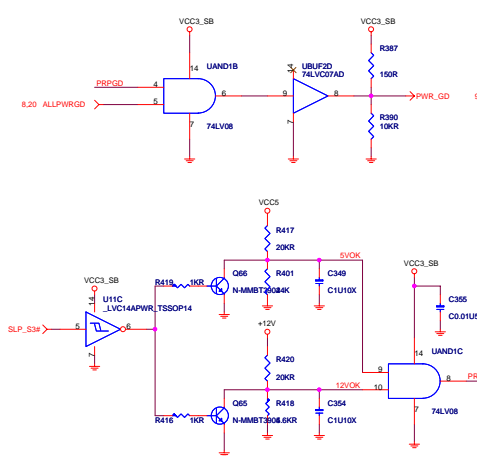 VCC3_SB
VCC3_SB
R387
14
UAND1B
UBUF2D
14
74LVC07AD
150R
PRPGD
4
6
9
8
PWR_GD
8,20 ALLPWRGD
5
R390
10KR
7
74LV08
7
VCC5
R417
20KR
5VOK
VCC3_SB
VCC3_SB
Q66
R401
C349
R419
1KR
N-MMBT3904
C1U10X
C355
14
U11C
_LVC14APWR_TSSOP14
SLP_S3#
5
6
+12V
UAND1C
14
7
R420
20KR
9
8
12VOK
10
Q65
R418
C354
R416
1KR
N-MMBT3904
6.6KR
C1U10X
7
74LV08